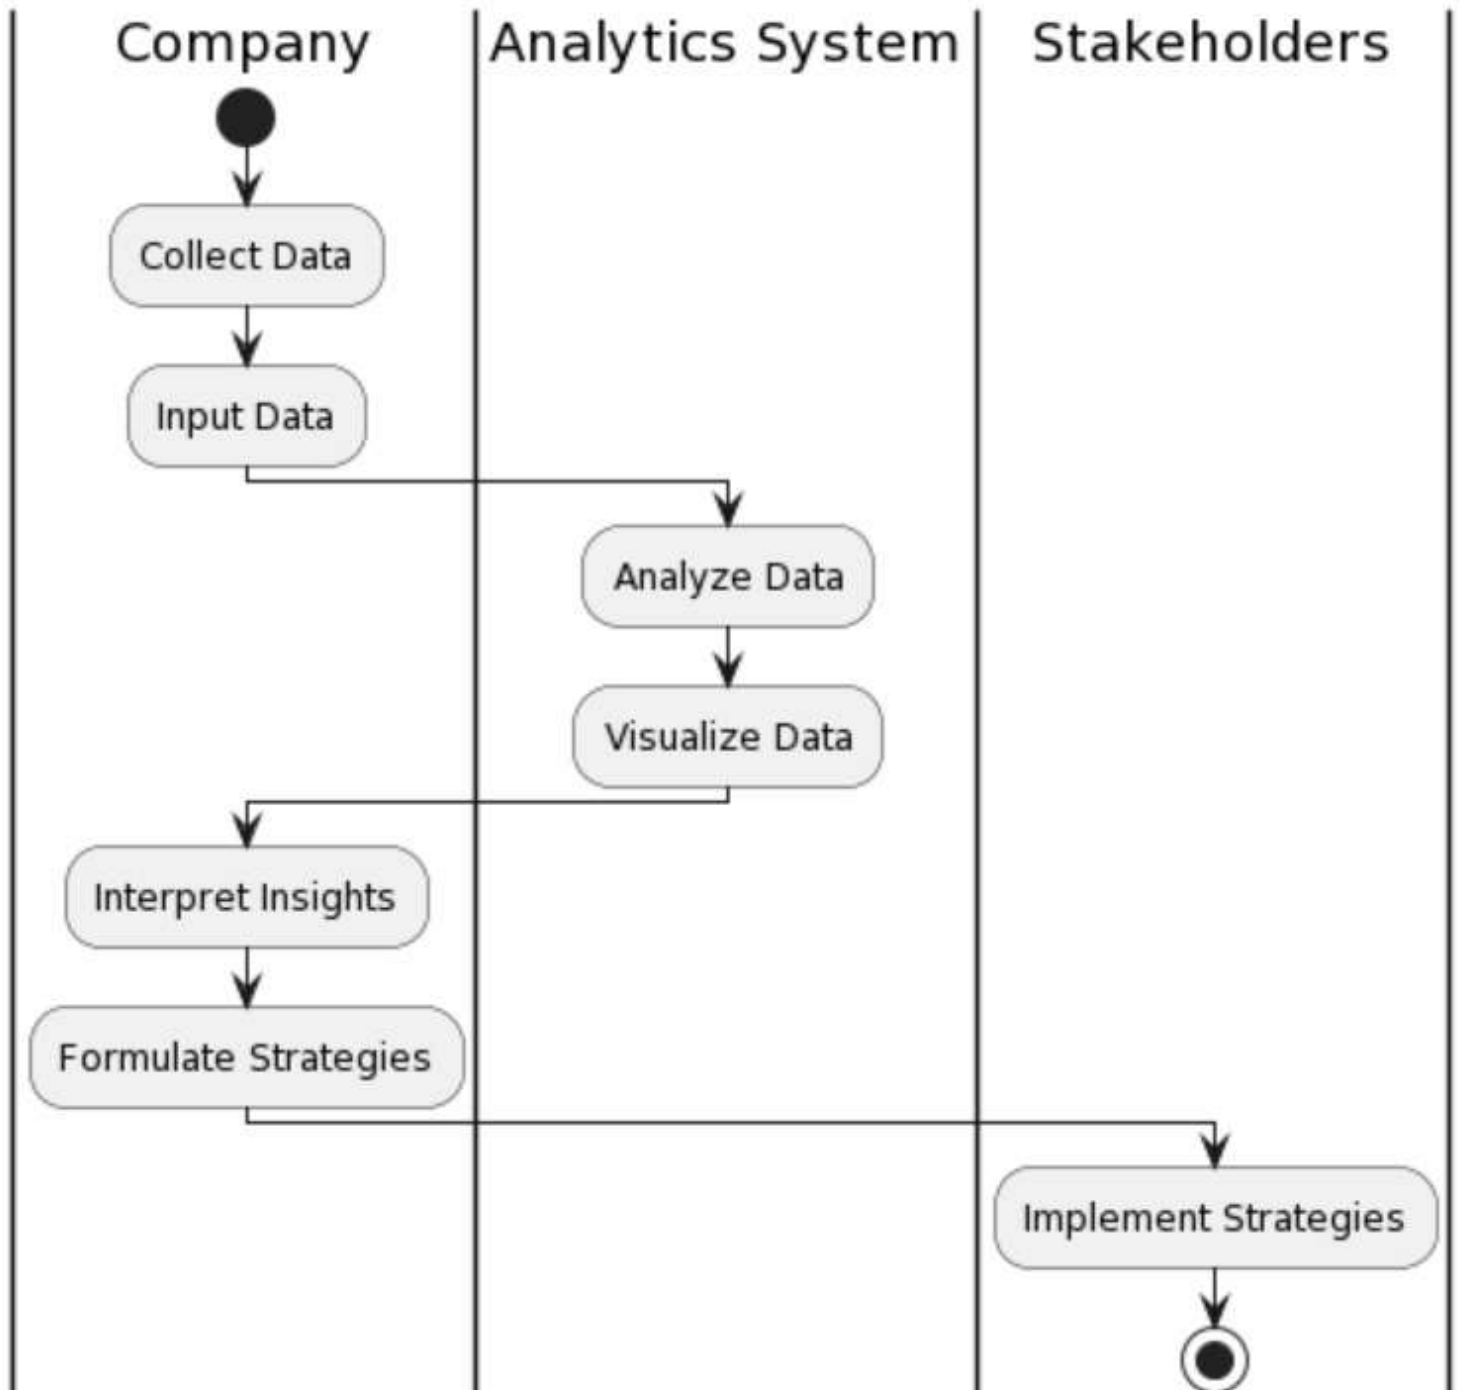 Company
Analytics System
Stakeholders
Collect Data
Input Data
Analyze Data
Visualize Data
Interpret Insights
Formulate Strategies
Implement Strategies